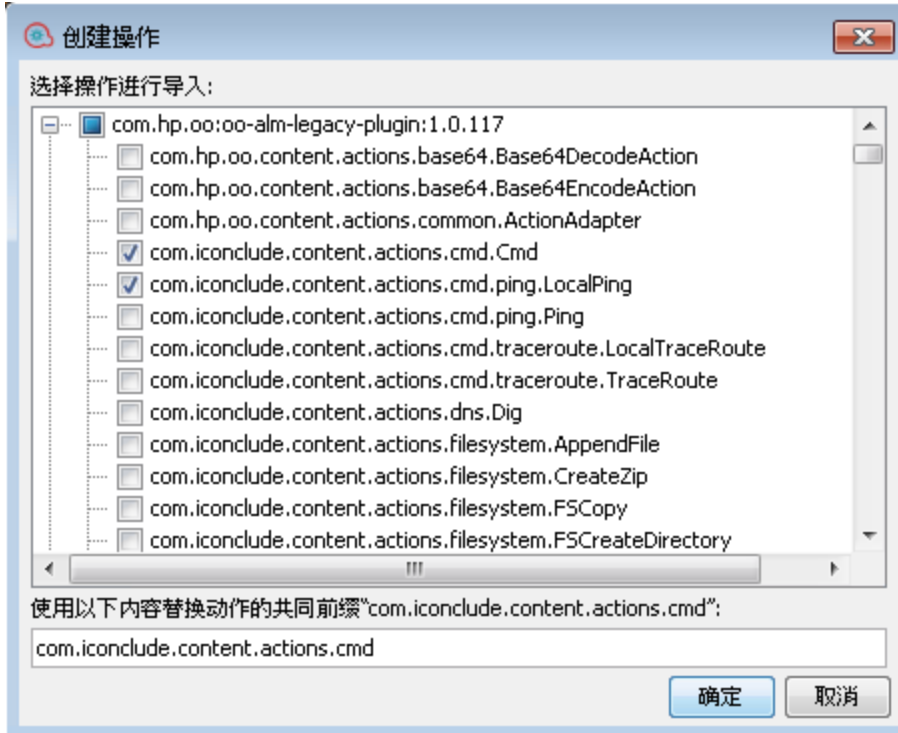 创建操作
选择操作进行导入:
com.hp.oo:oo-alm-legacy-plugin:1.0.117
com.hp.oo.content.actions.base64.Base64DecodeAction
com.hp.oo.content.actions.base64.Base64EncodeAction
com.hp.oo.content.actions.common.ActionAdapter
com.iconclude.content.actions.cmd.Cmd
com.iconclude.content.actions.cmd.ping.LocalPing
com.iconclude.content.actions.cmd.ping.Ping
com.iconclude.content.actions.cmd.traceroute.LocalTraceRoute
com.iconclude.content.actions.cmd.traceroute.TraceRoute
com.iconclude.content.actions.dns.Dig
com.iconclude.content.actions.filesystem.AppendFile
com.iconclude.content.actions.filesystem.CreateZip
com.iconclude.content.actions.filesystem.FSCopy
com.iconclude.content.actions.filesystem.FSCreateDirectory
使用以下内容替换动作的共同前缀"com.iconclude.content.actions.cmd":
com.iconclude.content.actions.cmd
确定 取消